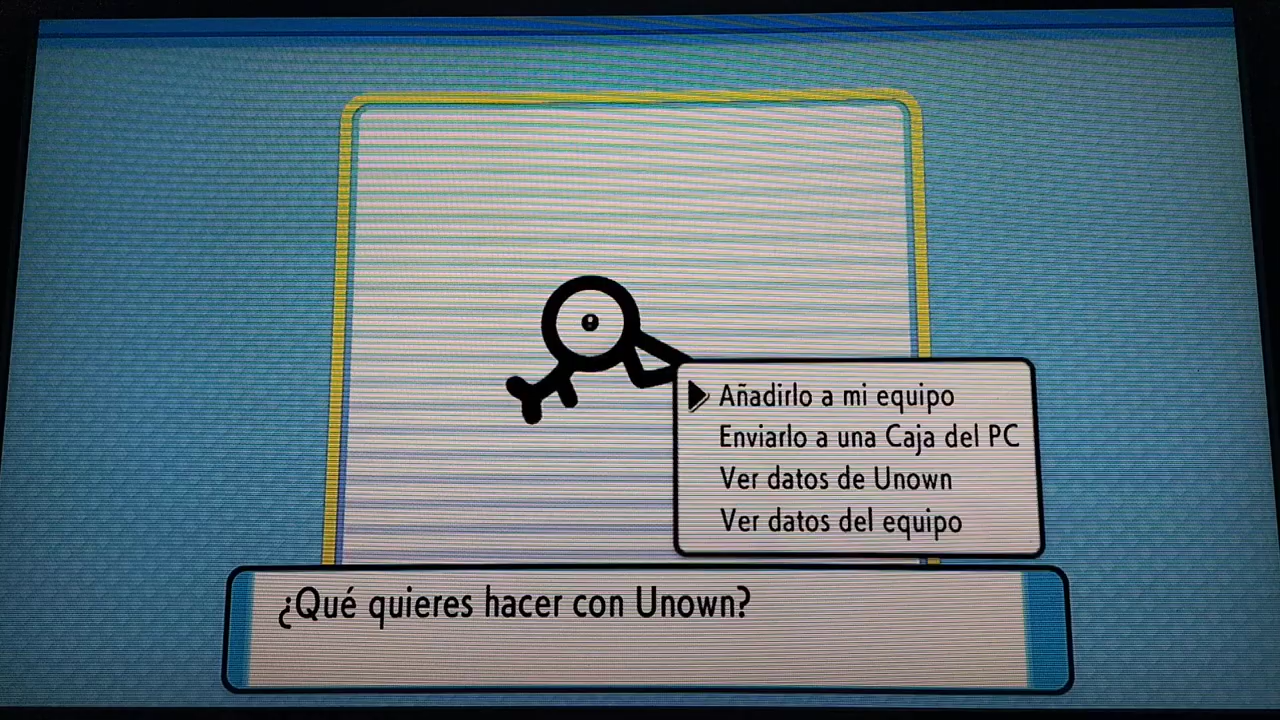 Añadirlo a mi equipo
Enviarlo a una Caja del PC
Ver datos de Unown
Ver datos del equipo
¿Qué quieres hacer con Unown?